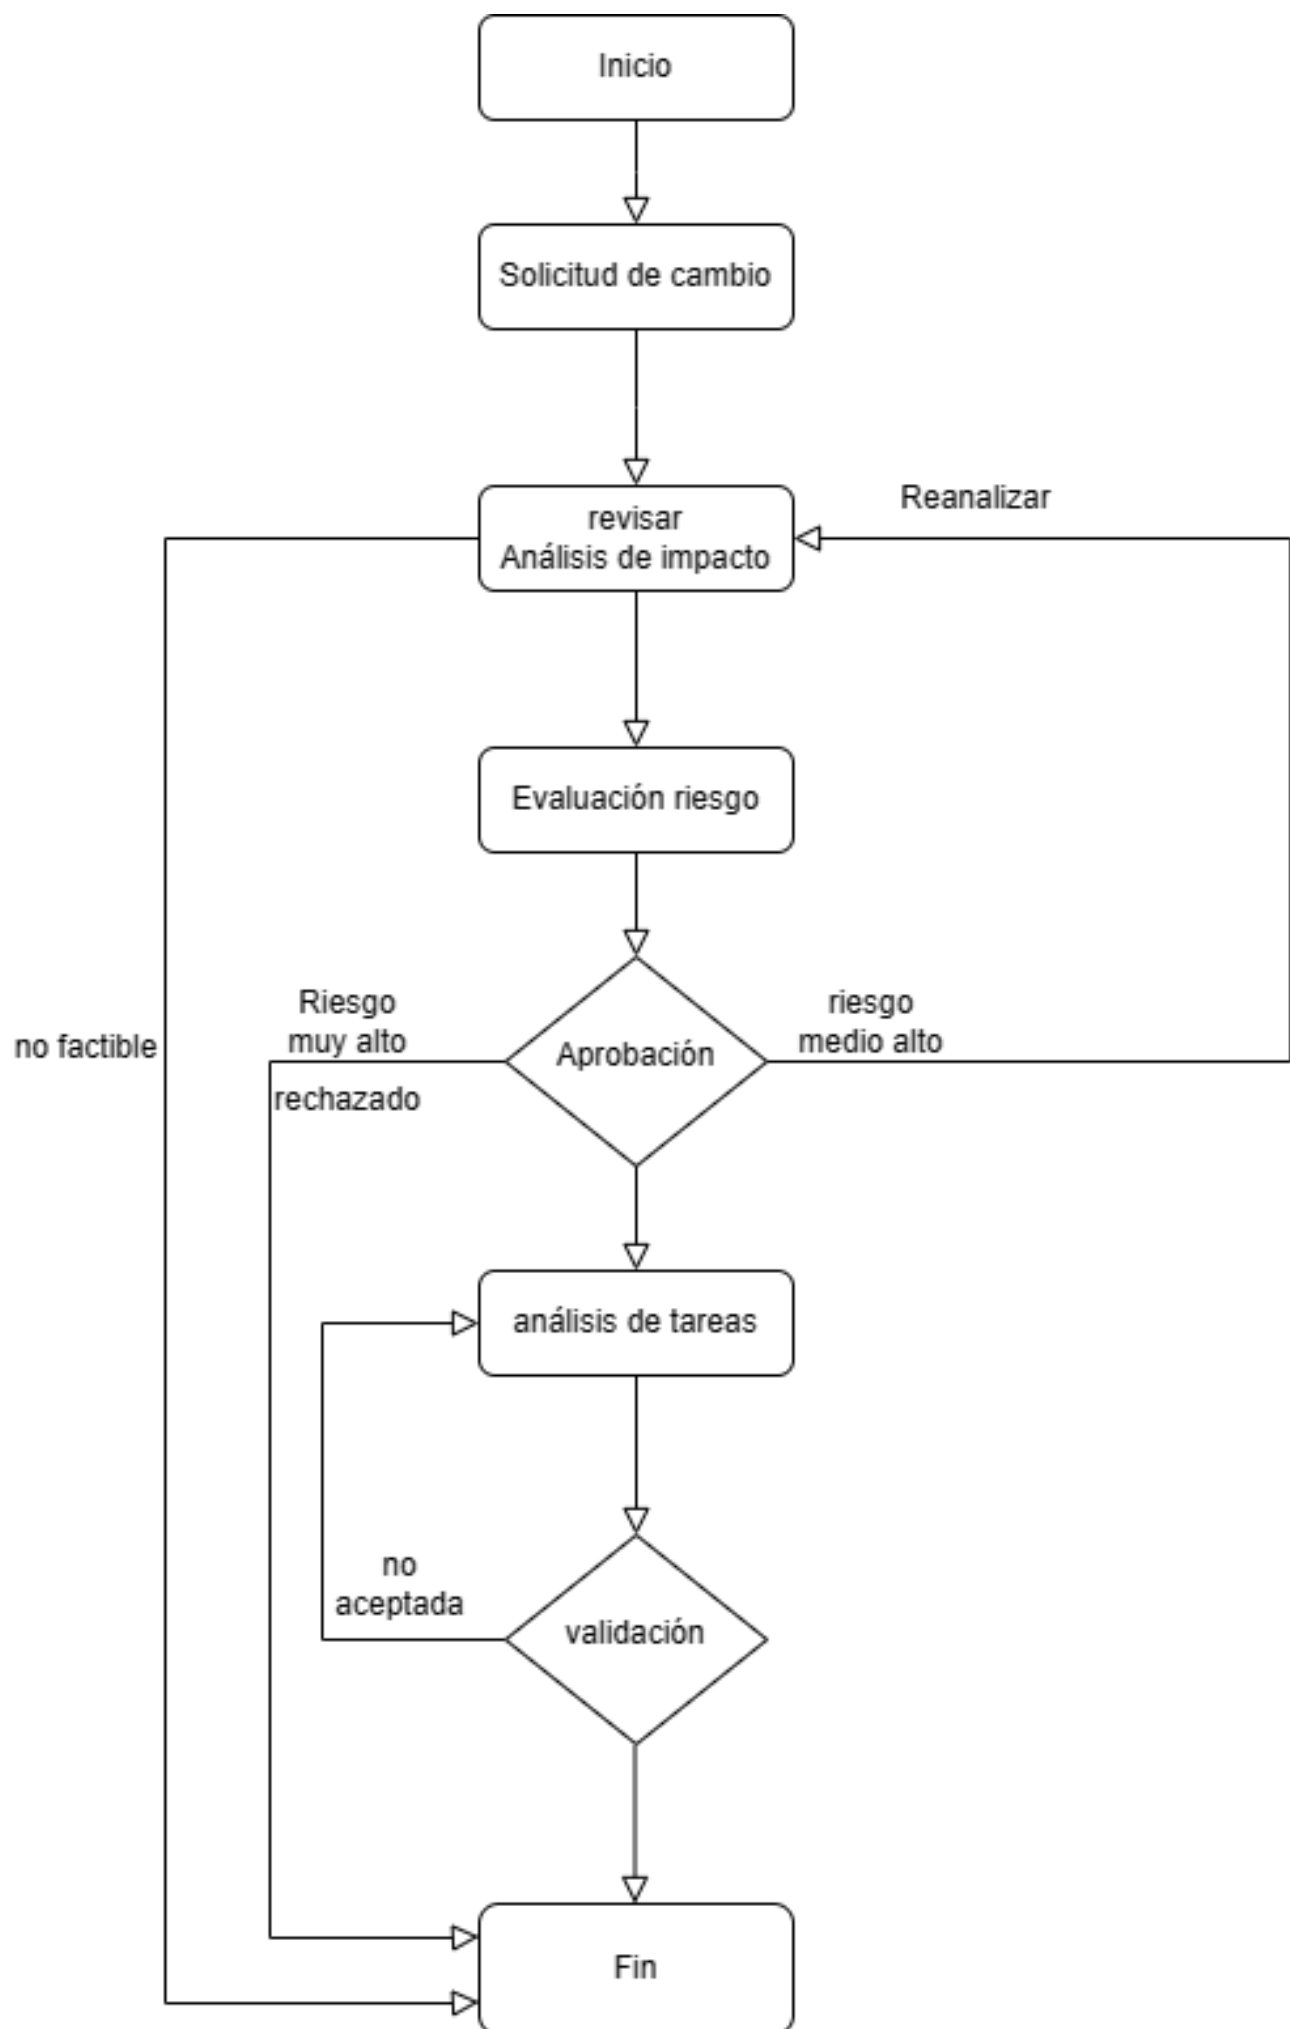 Inicio
Solicitud de cambio
revisar
Análisis de impacto
Reanalizar
Evaluación riesgo
Riesgo
muy alto
rechazado
no factible
Aprobación
riesgo
medio alto
análisis de tareas
no
aceptada
validación
Fin